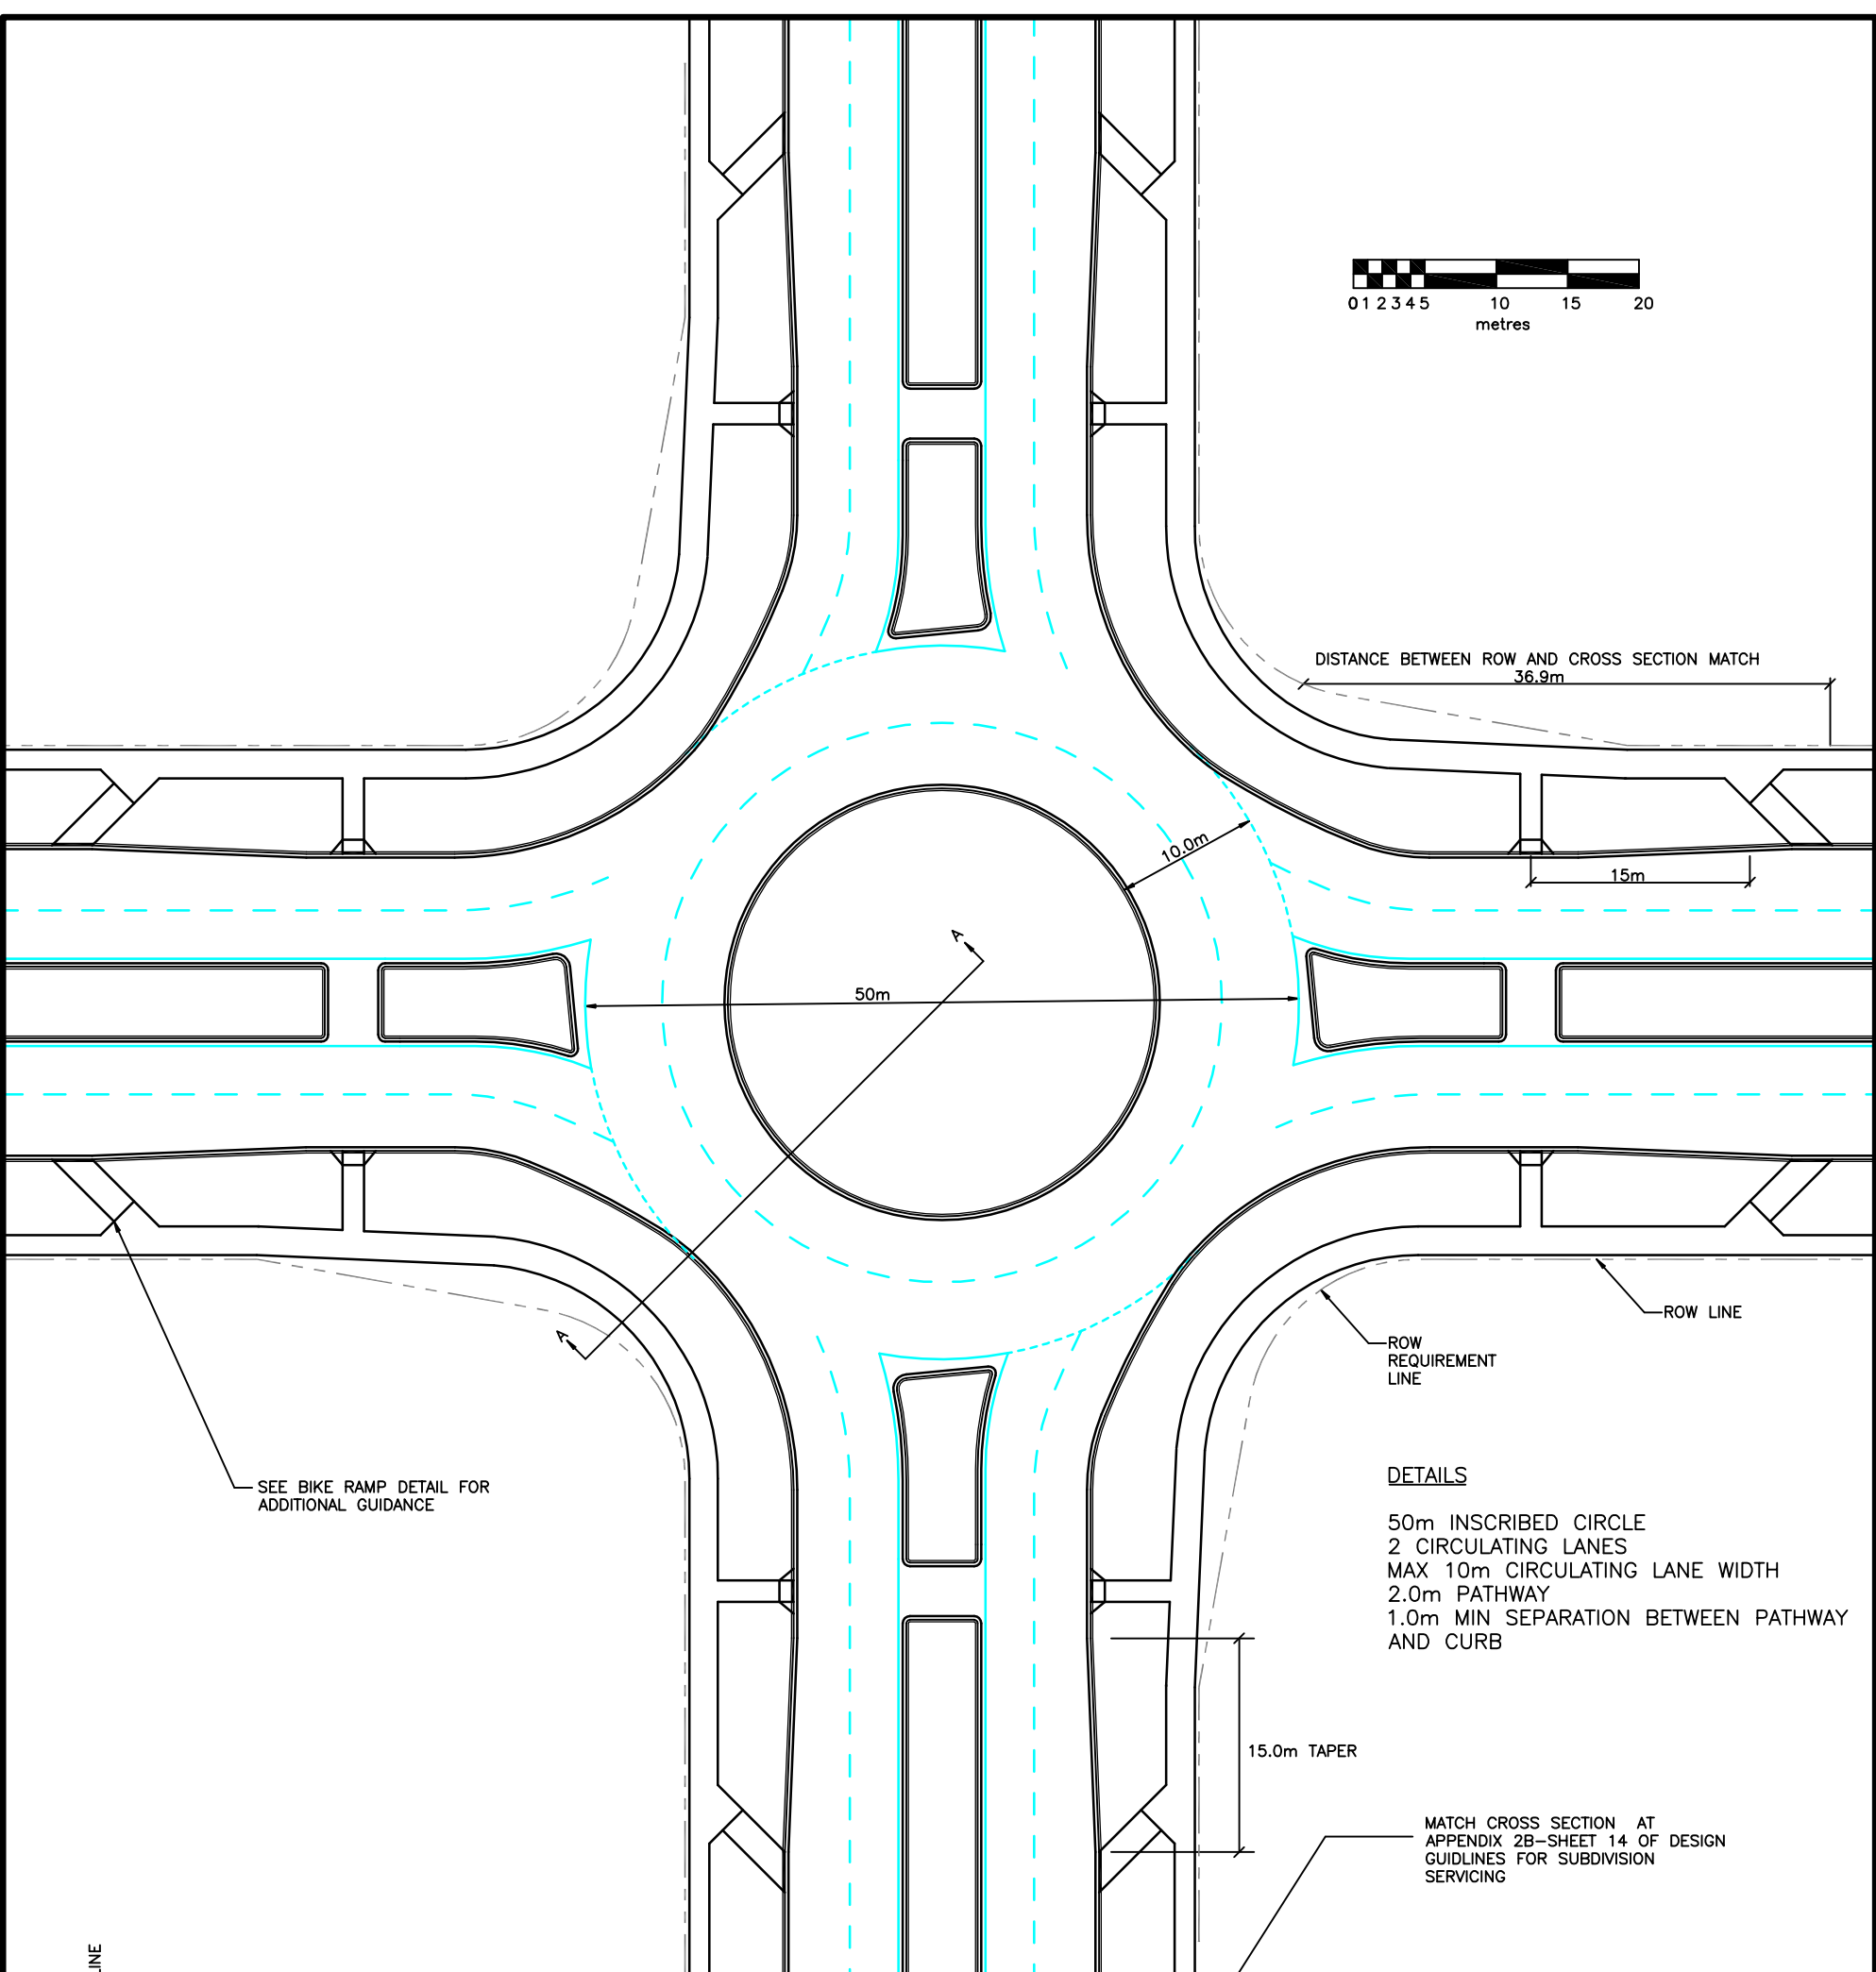 0 1 2 3 4 5 10 15 20
metres
DISTANCE BETWEEN ROW AND CROSS SECTION MATCH
36.9m
10.0m
15m
A
50m
A
ROW LINE
ROW
REQUIREMENT
LINE
SEE BIKE RAMP DETAIL FOR
ADDITIONAL GUIDANCE
DETAILS
50m INSCRIBED CIRCLE
2 CIRCULATING LANES
MAX 10m CIRCULATING LANE WIDTH
2.0m PATHWAY
1.0m MIN SEPARATION BETWEEN PATHWAY
AND CURB
15.0m TAPER
MATCH CROSS SECTION AT
APPENDIX 2B-SHEET 14 OF DESIGN
GUIDLINES FOR SUBDIVISION
SERVICING
LINE